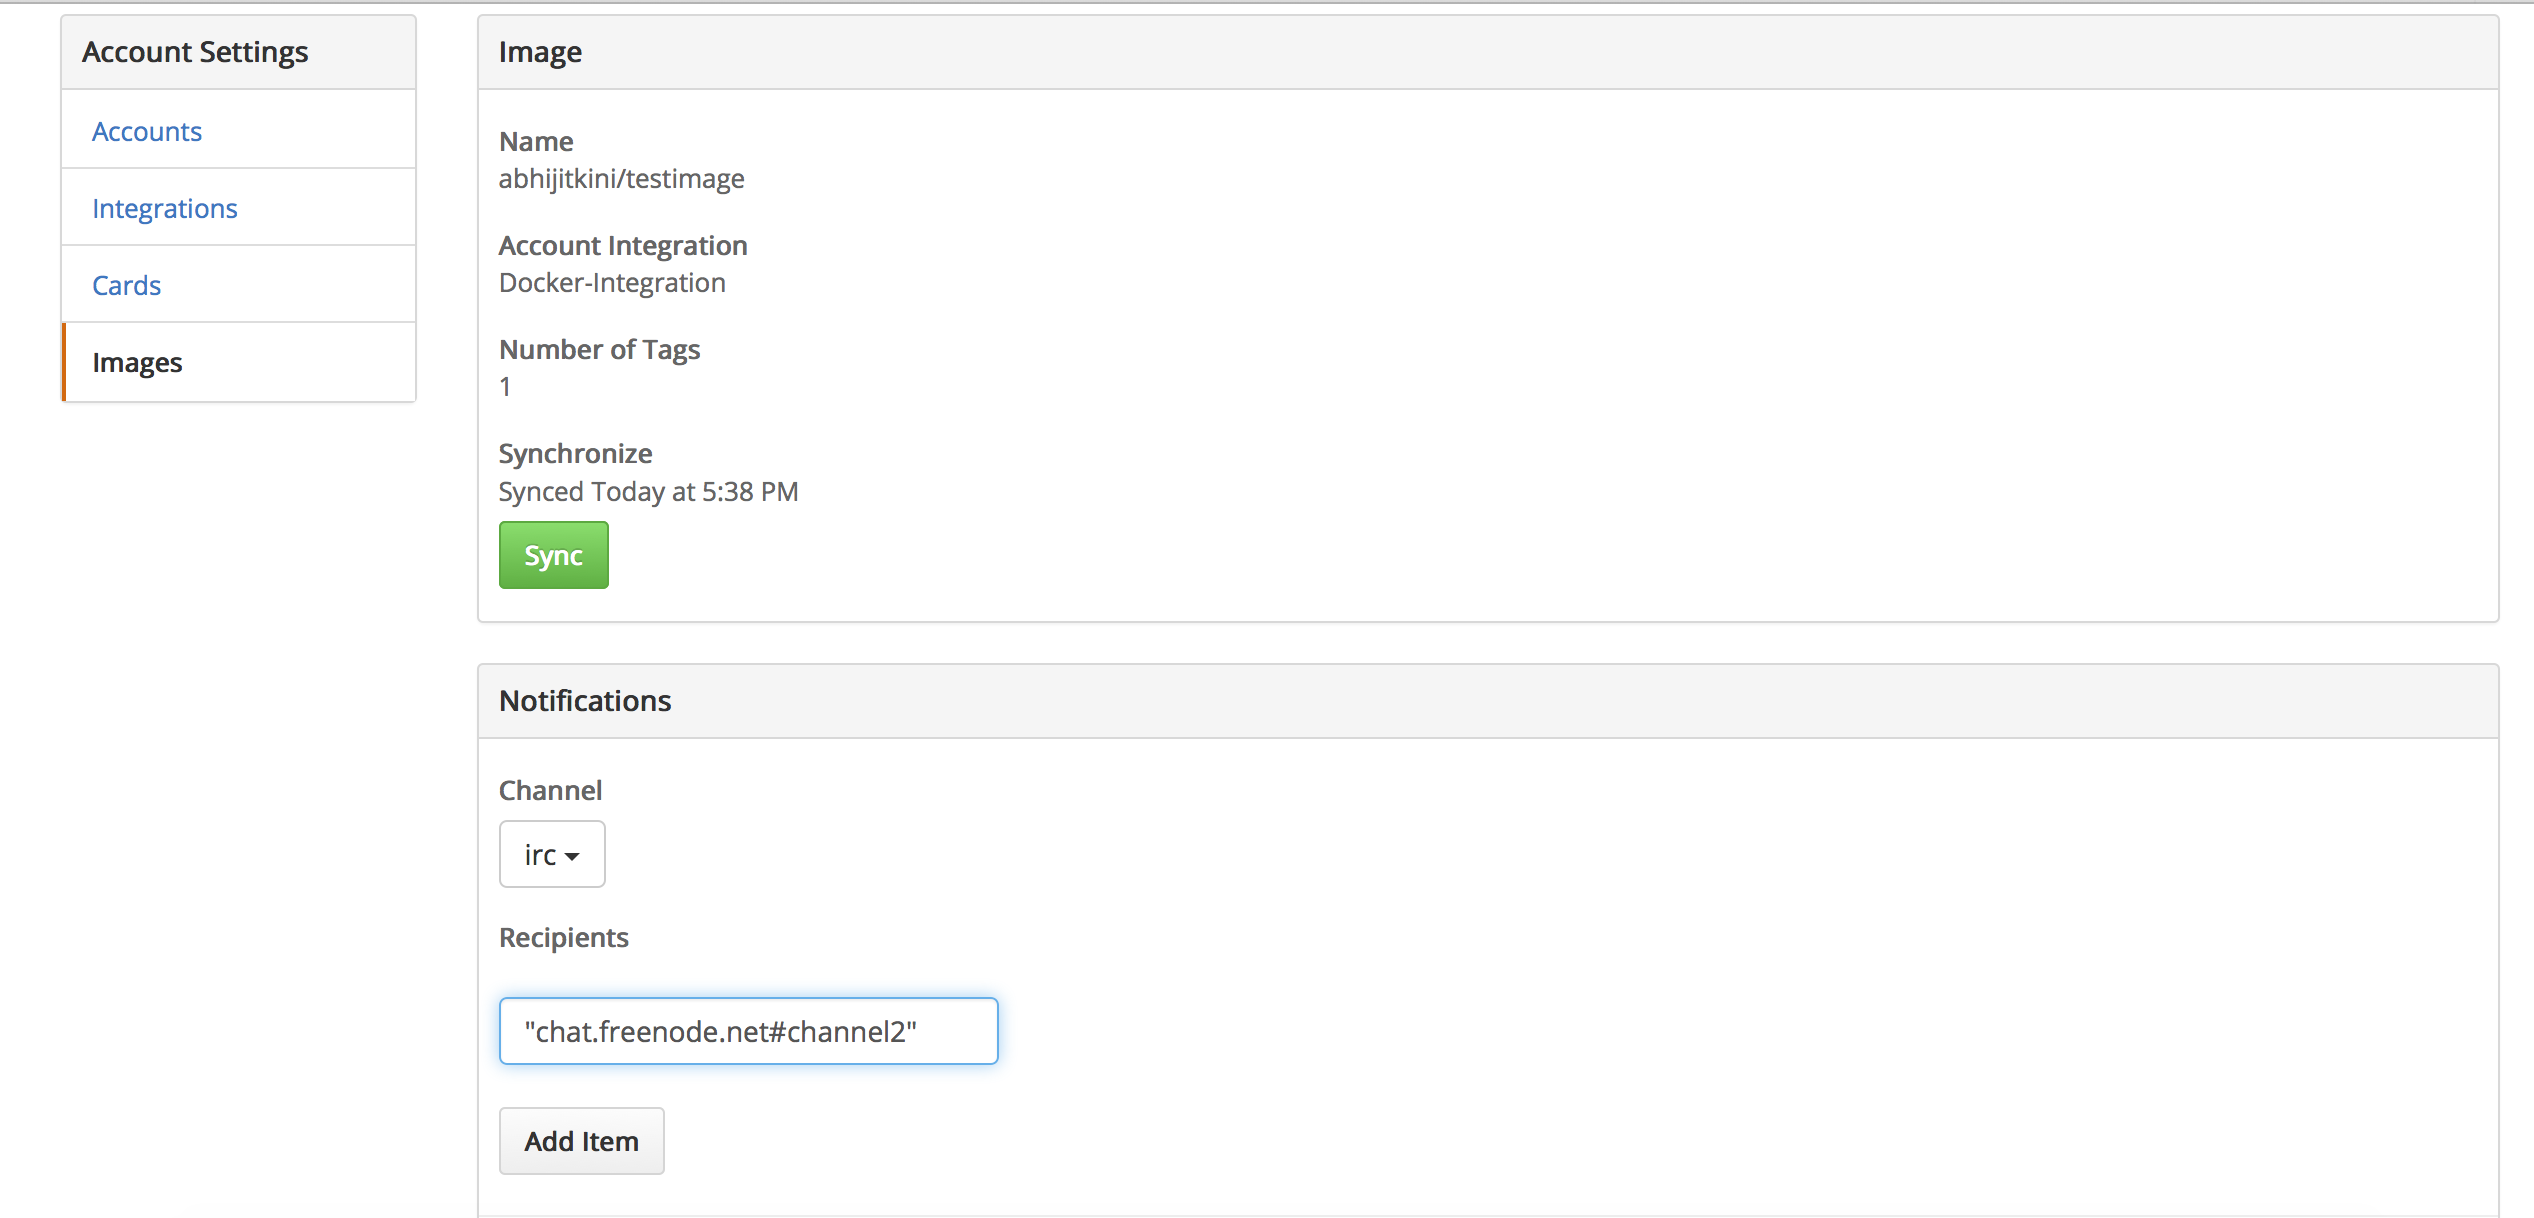 Account Settings
Accounts
Integrations
Cards
Images
Image
Name
abhijitkini/testimage
Account Integration
Docker-Integration
Number of Tags
1
Synchronize
Synced Today at 5:38 PM
Sync
Notifications
Channel
irc
Recipients
"chat.freenode.net#channel2"
Add Item